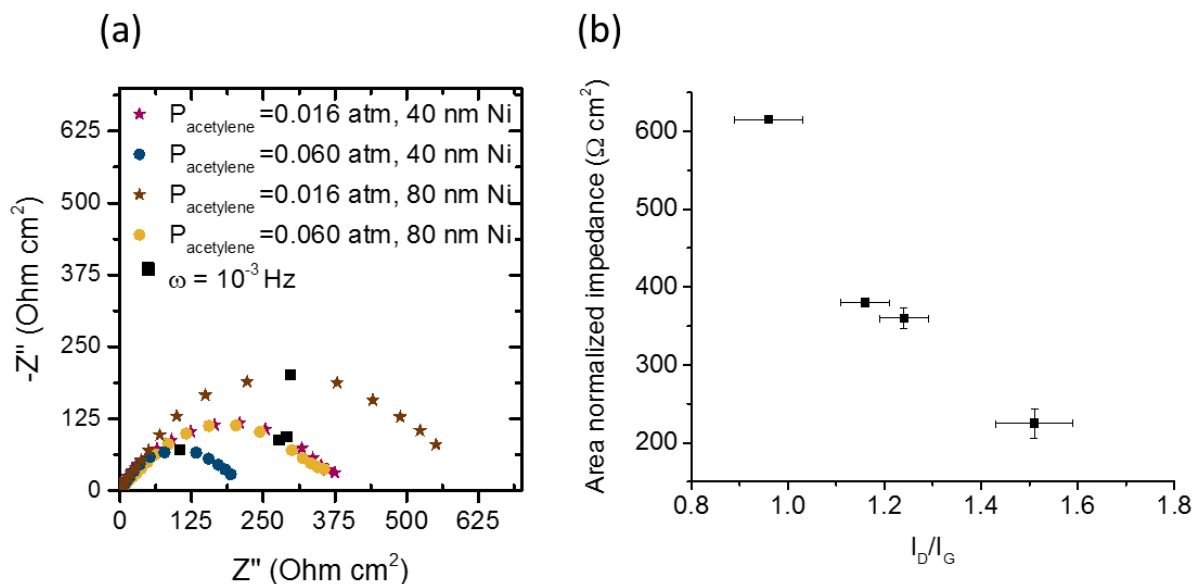 (a)
P_acetylene=0.016 atm, 40 nm Ni
P_acetylene=0.060 atm, 40 nm Ni
P_acetylene=0.016 atm, 80 nm Ni
P_acetylene=0.060 atm, 80 nm Ni
ω = 10⁻³ Hz
-Z'' (Ohm cm²)
625
500
375
250
125
0
0 125 250 375 500 625
Z'' (Ohm cm²)
(b)
Area normalized impedance (Ω cm²)
600
500
400
300
200
0.8 1.0 1.2 1.4 1.6 1.8
I_D/I_G